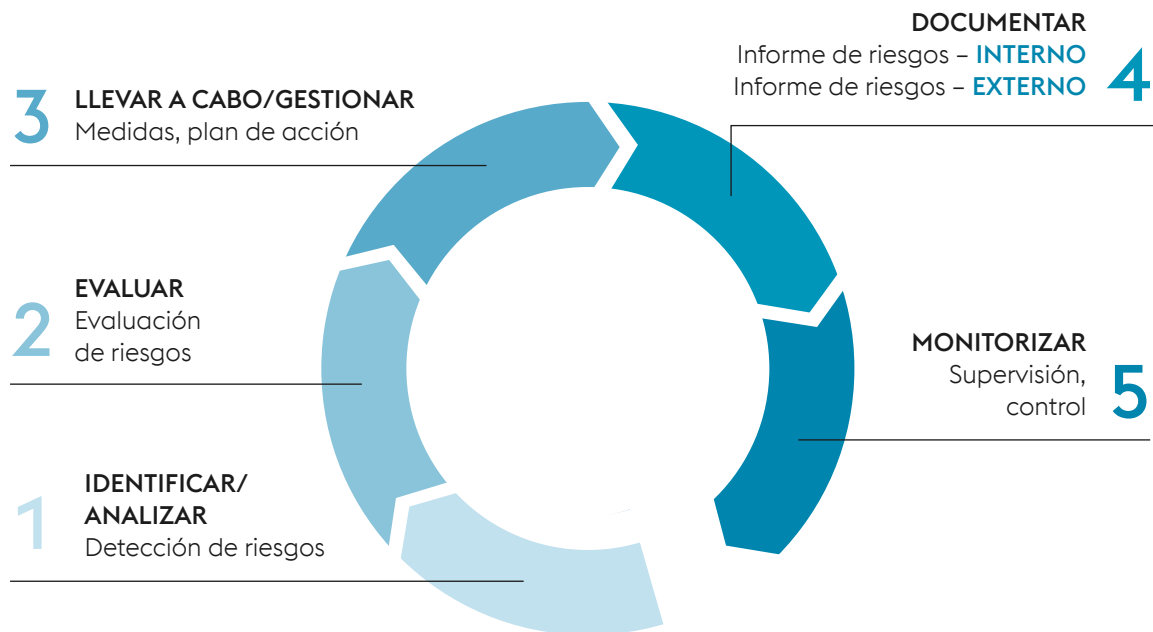 DOCUMENTAR
Informe de riesgos – INTERNO
Informe de riesgos – EXTERNO
4
3
LLEVAR A CABO/GESTIONAR
Medidas, plan de acción
2
EVALUAR
Evaluación
de riesgos
MONITORIZAR
Supervisión,
control
5
1
IDENTIFICAR/
ANALIZAR
Detección de riesgos